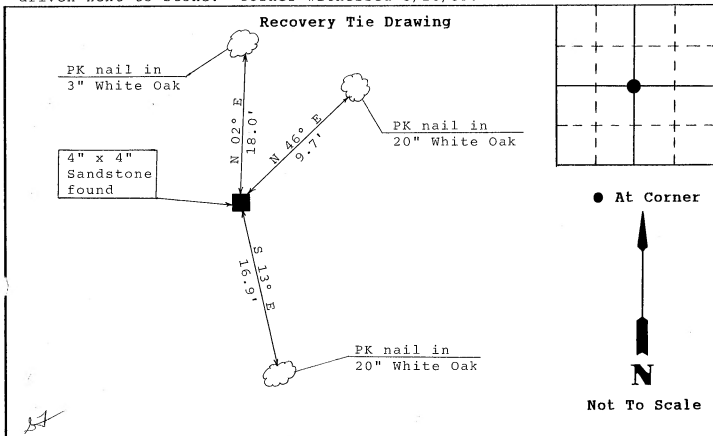 Recovery Tie Drawing
PK nail in
3" White Oak
N 02° E
18.0'
N 46° E
9.7'
PK nail in
20" White Oak
4" x 4"
Sandstone
found
● At Corner
S 13° E
16.9'
PK nail in
20" White Oak
N
Not To Scale